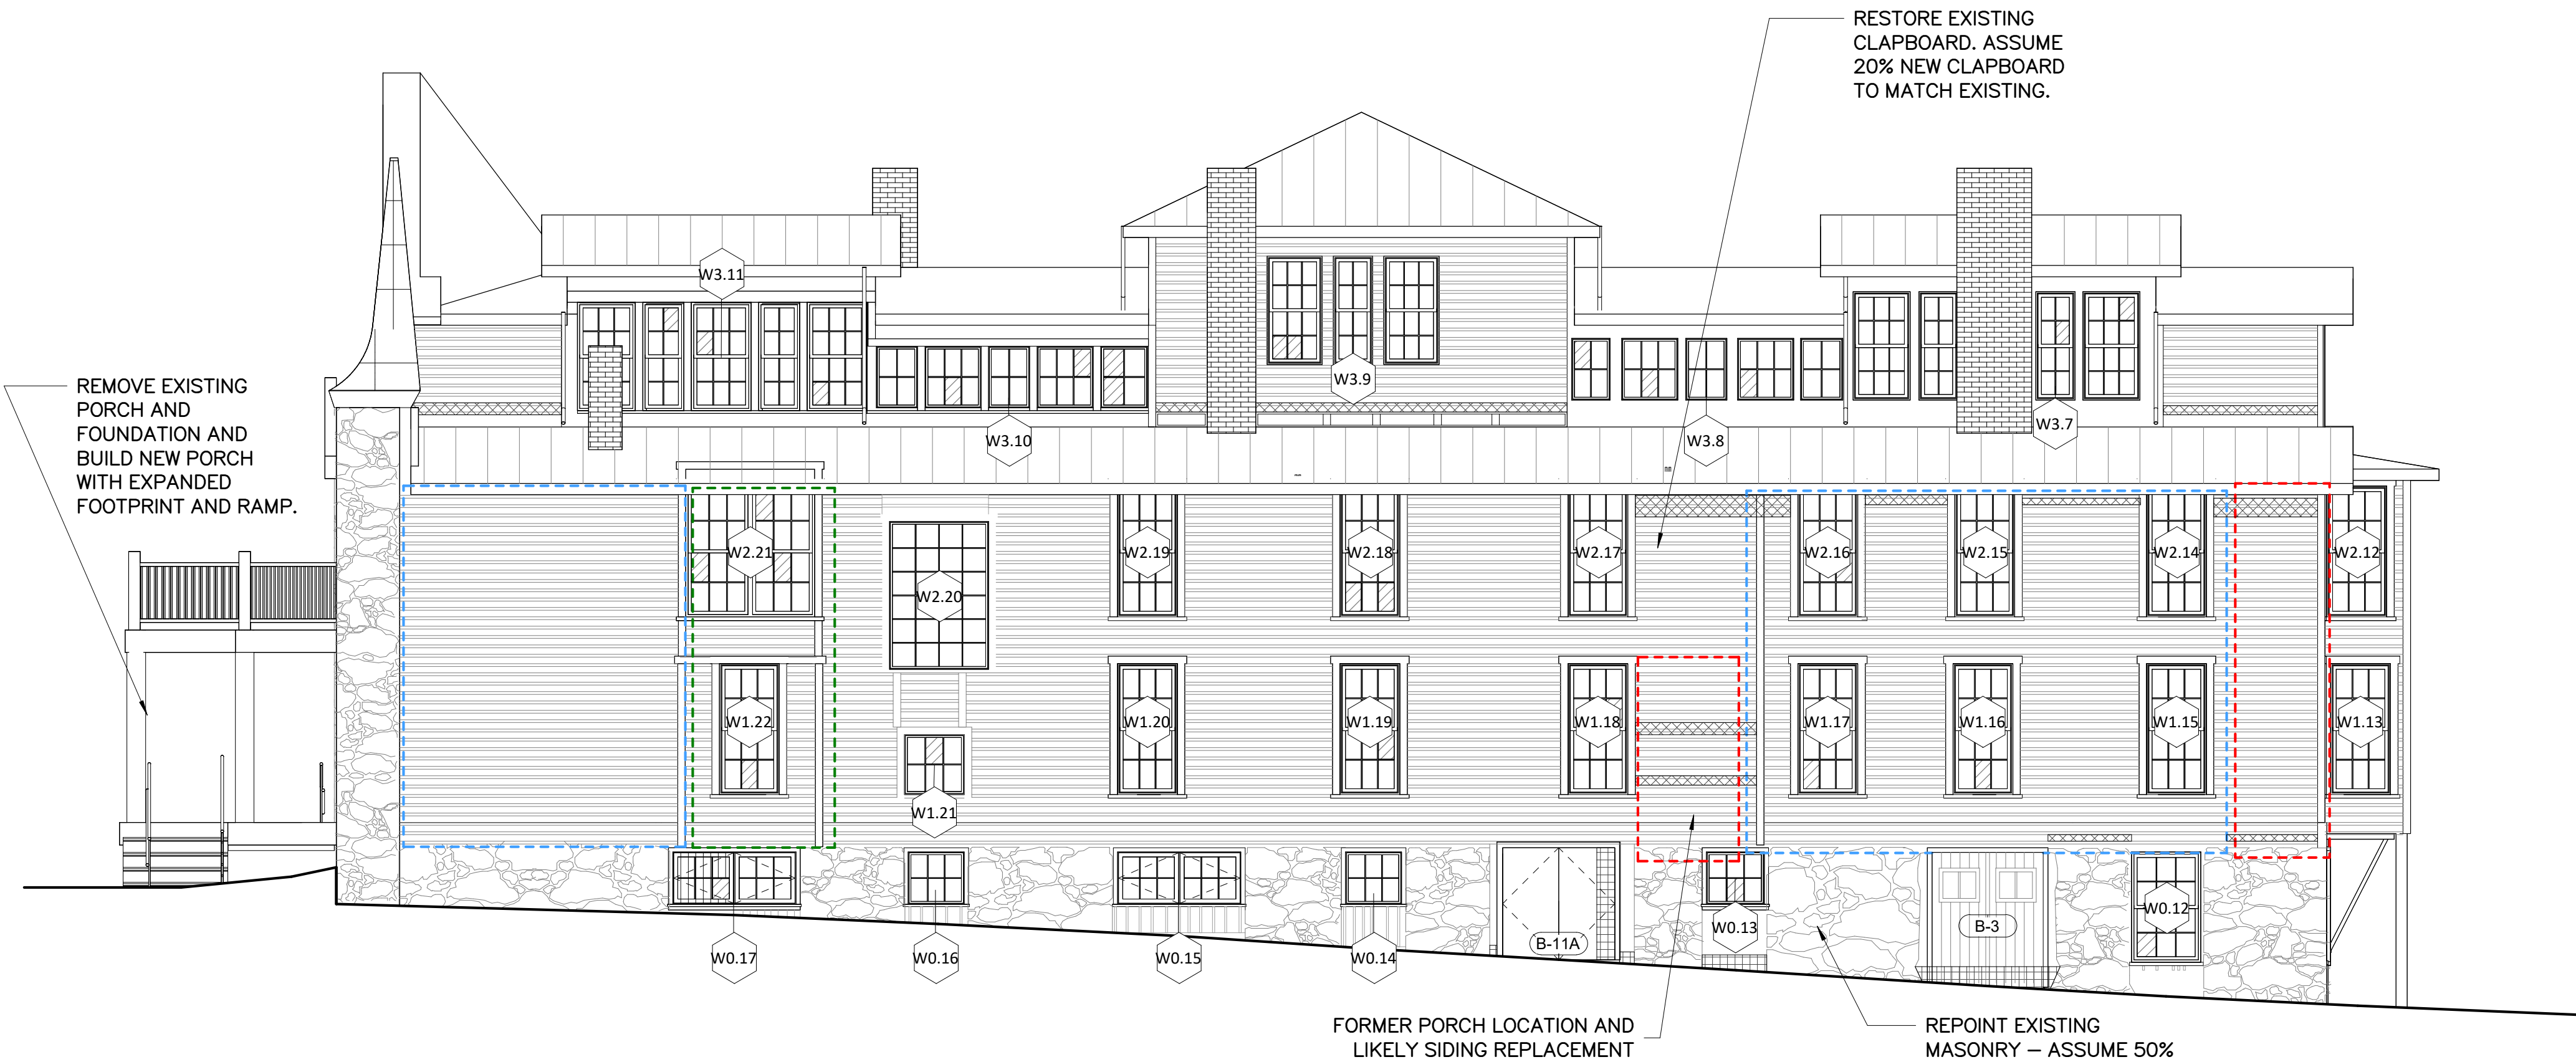 RESTORE EXISTING
CLAPBOARD. ASSUME
20% NEW CLAPBOARD
TO MATCH EXISTING.
W3.11
W3.9
REMOVE EXISTING
PORCH AND
FOUNDATION AND
BUILD NEW PORCH
WITH EXPANDED
FOOTPRINT AND RAMP.
W3.10
W3.8
W3.7
W2.21
W2.20
W2.19
W2.18
W2.17
W2.16
W2.15
W2.14
W2.12
W1.22
W1.21
W1.20
W1.19
W1.18
W1.17
W1.16
W1.15
W1.13
W0.17
W0.16
W0.15
W0.14
B-11A
W0.13
B-3
W0.12
FORMER PORCH LOCATION AND
LIKELY SIDING REPLACEMENT
REPOINT EXISTING
MASONRY – ASSUME 50%